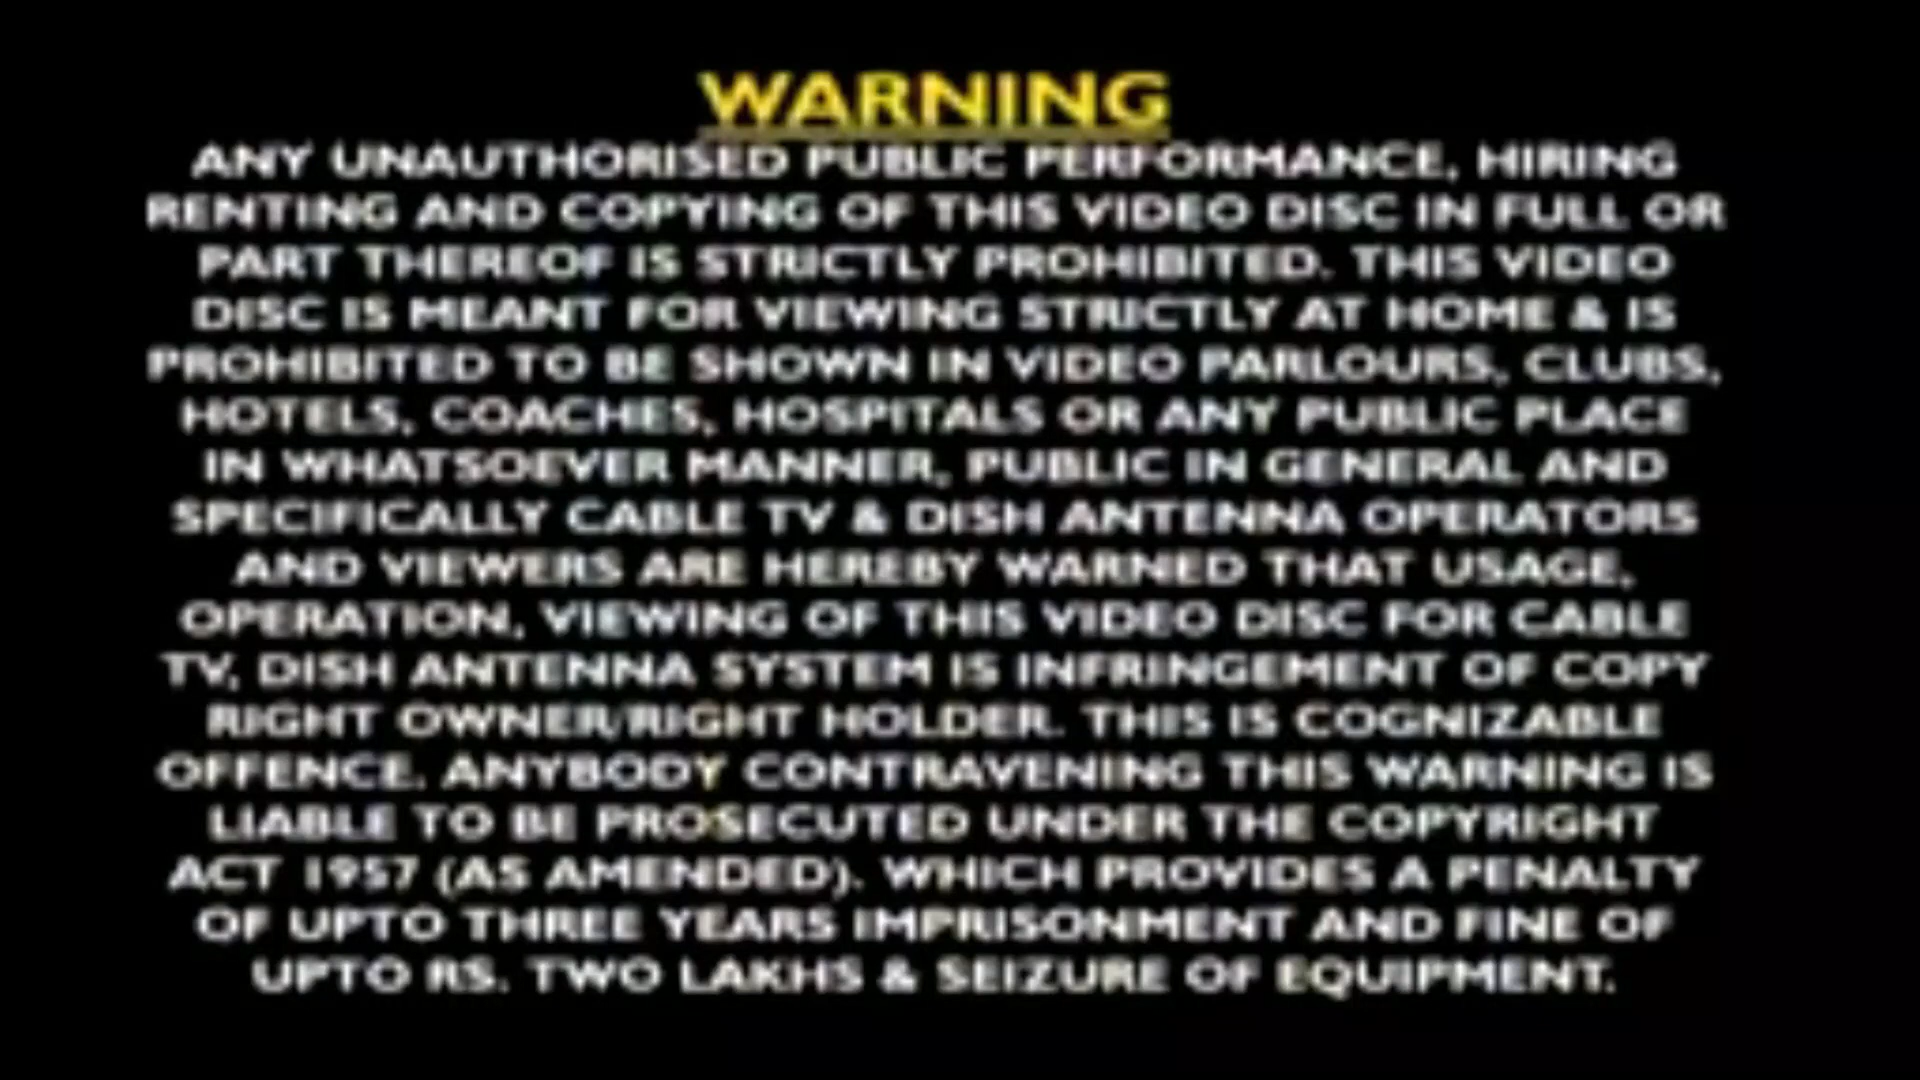 WARNING
ANY UNAUTHORISED PUBLIC PERFORMANCE, HIRING
RENTING AND COPYING OF THIS VIDEO DISC IN FULL OR
PART THEREOF IS STRICTLY PROHIBITED. THIS VIDEO
DISC IS MEANT FOR VIEWING STRICTLY AT HOME & IS
PROHIBITED TO BE SHOWN IN VIDEO PARLOURS, CLUBS,
HOTELS, COACHES, HOSPITALS OR ANY PUBLIC PLACE
IN WHATSOEVER MANNER, PUBLIC IN GENERAL AND
SPECIFICALLY CABLE TV & DISH ANTENNA OPERATORS
AND VIEWERS ARE HEREBY WARNED THAT USAGE,
OPERATION, VIEWING OF THIS VIDEO DISC FOR CABLE
TV, DISH ANTENNA SYSTEM IS INFRINGEMENT OF COPY
RIGHT OWNER/RIGHT HOLDER. THIS IS COGNIZABLE
OFFENCE. ANYBODY CONTRAVENING THIS WARNING IS
LIABLE TO BE PROSECUTED UNDER THE COPYRIGHT
ACT 1957 (AS AMENDED). WHICH PROVIDES A PENALTY
OF UPTO THREE YEARS IMPRISONMENT AND FINE OF
UPTO RS. TWO LAKHS & SEIZURE OF EQUIPMENT.